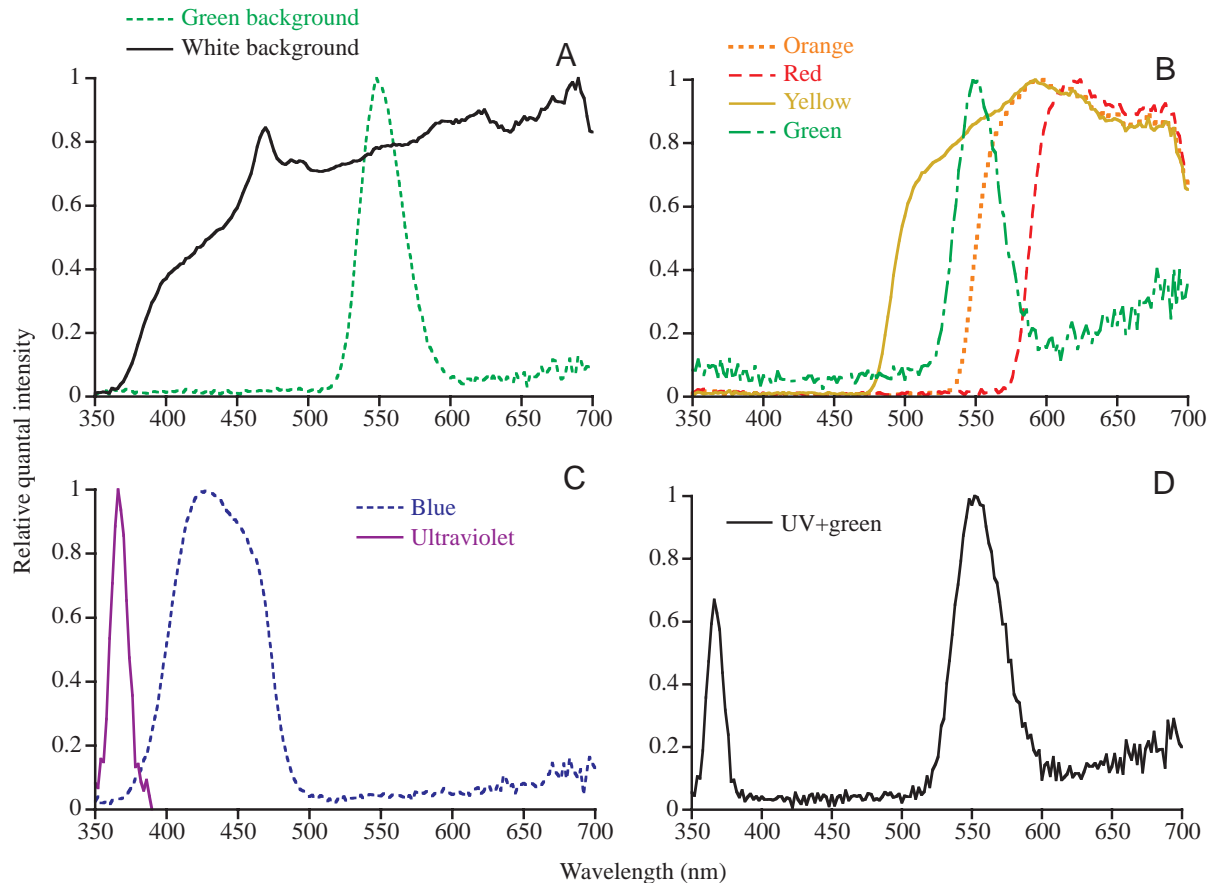 Green background
White background
A
1
0.8
0.6
0.4
0.2
0
350 400 450 500 550 600 650 700
Orange
Red
Yellow
Green
B
1
0.8
0.6
0.4
0.2
0
350 400 450 500 550 600 650 700
Relative quantal intensity
C
Blue
Ultraviolet
1
0.8
0.6
0.4
0.2
0
350 400 450 500 550 600 650 700
D
UV+green
1
0.8
0.6
0.4
0.2
0
350 400 450 500 550 600 650 700
Wavelength (nm)